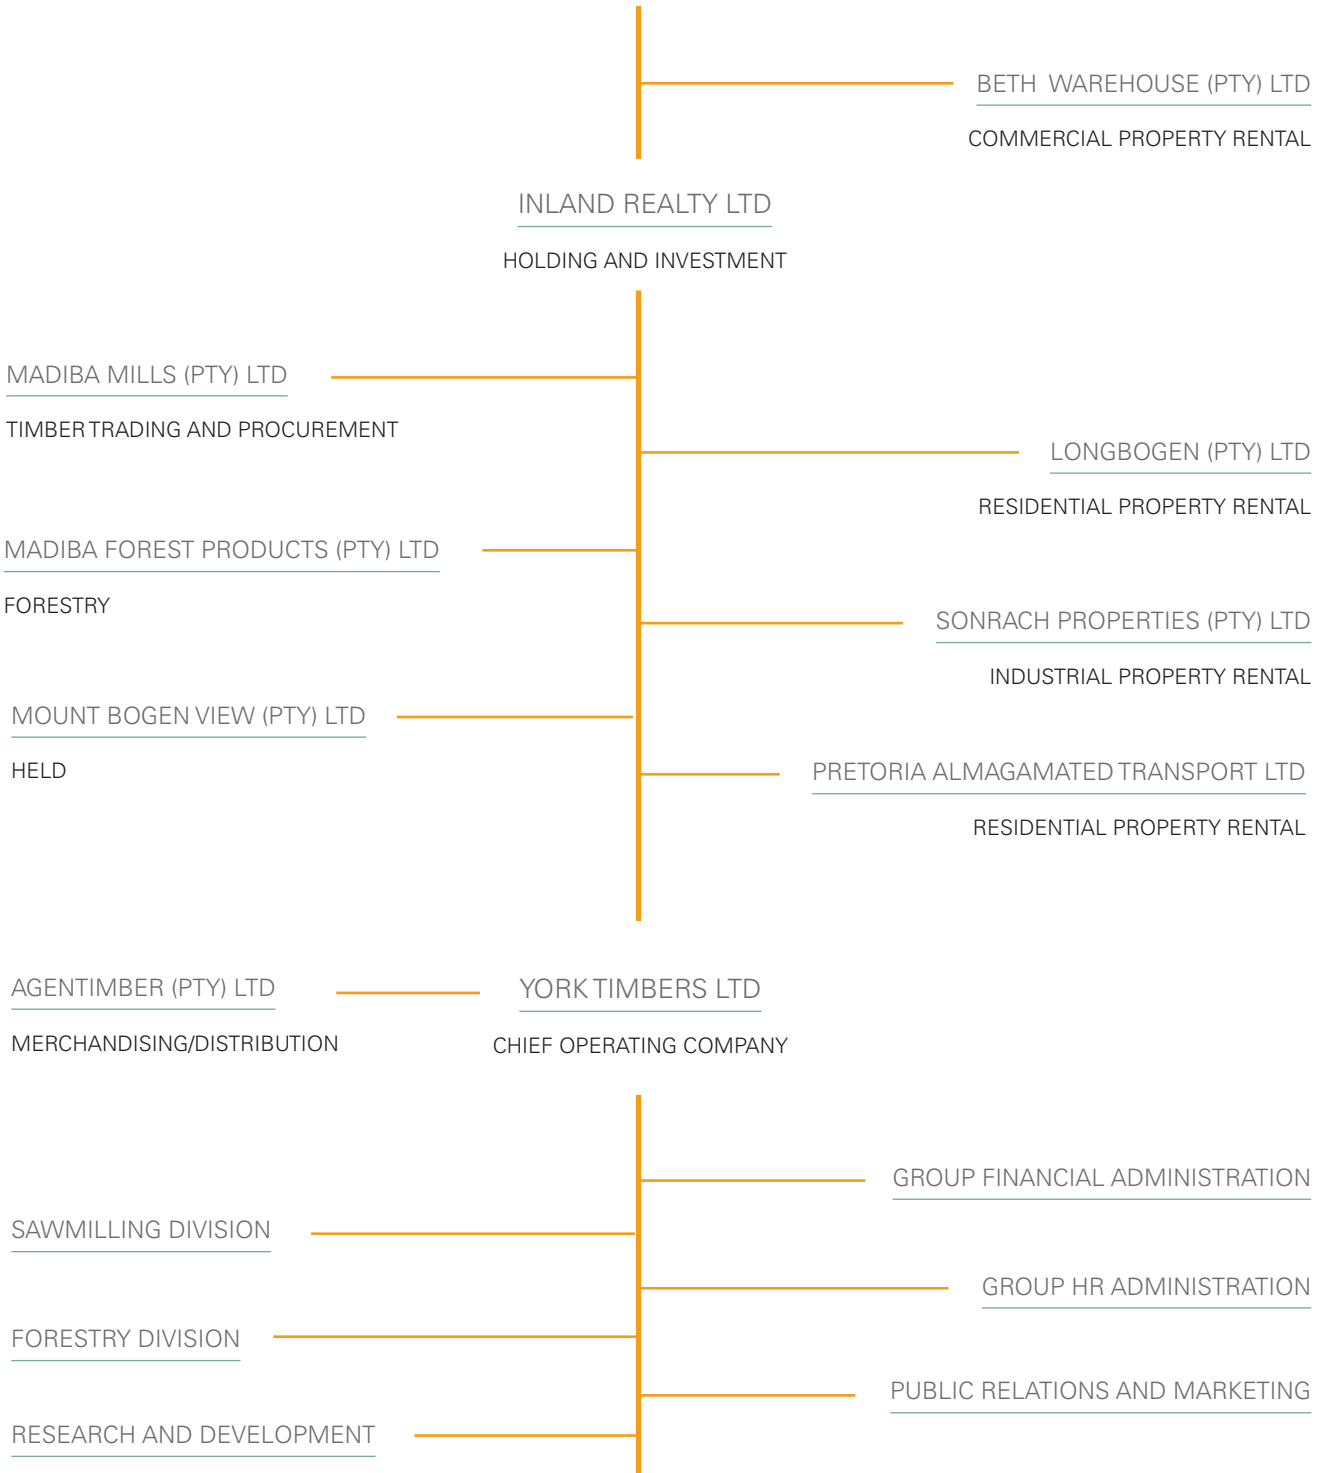 BETH WAREHOUSE (PTY) LTD
COMMERCIAL PROPERTY RENTAL
INLAND REALTY LTD
HOLDING AND INVESTMENT
MADIBA MILLS (PTY) LTD
TIMBER TRADING AND PROCUREMENT
LONGBOGEN (PTY) LTD
RESIDENTIAL PROPERTY RENTAL
MADIBA FOREST PRODUCTS (PTY) LTD
FORESTRY
SONRACH PROPERTIES (PTY) LTD
INDUSTRIAL PROPERTY RENTAL
MOUNT BOGEN VIEW (PTY) LTD
HELD
PRETORIA ALMAGAMATED TRANSPORT LTD
RESIDENTIAL PROPERTY RENTAL
AGENTIMBER (PTY) LTD
MERCHANDISING/DISTRIBUTION
YORK TIMBERS LTD
CHIEF OPERATING COMPANY
GROUP FINANCIAL ADMINISTRATION
SAWMILLING DIVISION
GROUP HR ADMINISTRATION
FORESTRY DIVISION
PUBLIC RELATIONS AND MARKETING
RESEARCH AND DEVELOPMENT